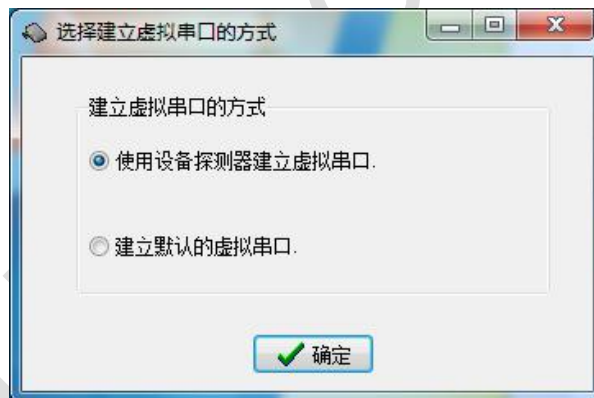 选择建立虚拟串口的方式
建立虚拟串口的方式
使用设备探测器建立虚拟串口.
建立默认的虚拟串口.
确定